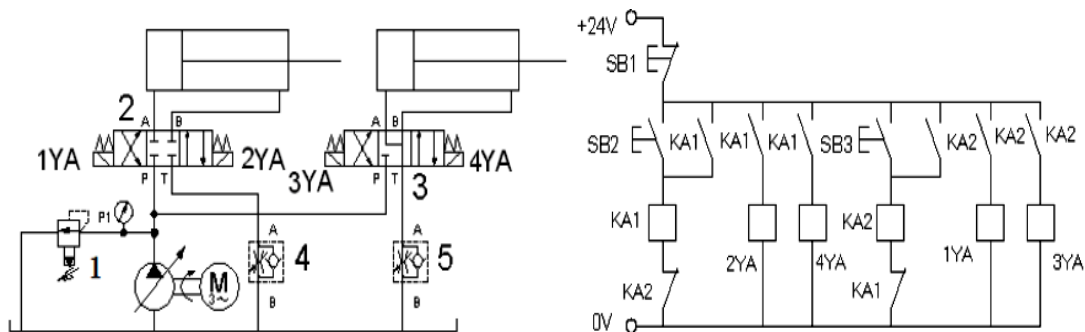 +24V
SB1
2
A B
A B
1YA
2YA
3YA
4YA
P T
P T
3
SB2
KA1
KA1
KA1
SB3
KA2
KA2
KA2
P1
1
A
4
A
5
KA1
KA2
2YA
4YA
1YA
3YA
M
3~
B
B
KA2
KA1
0V